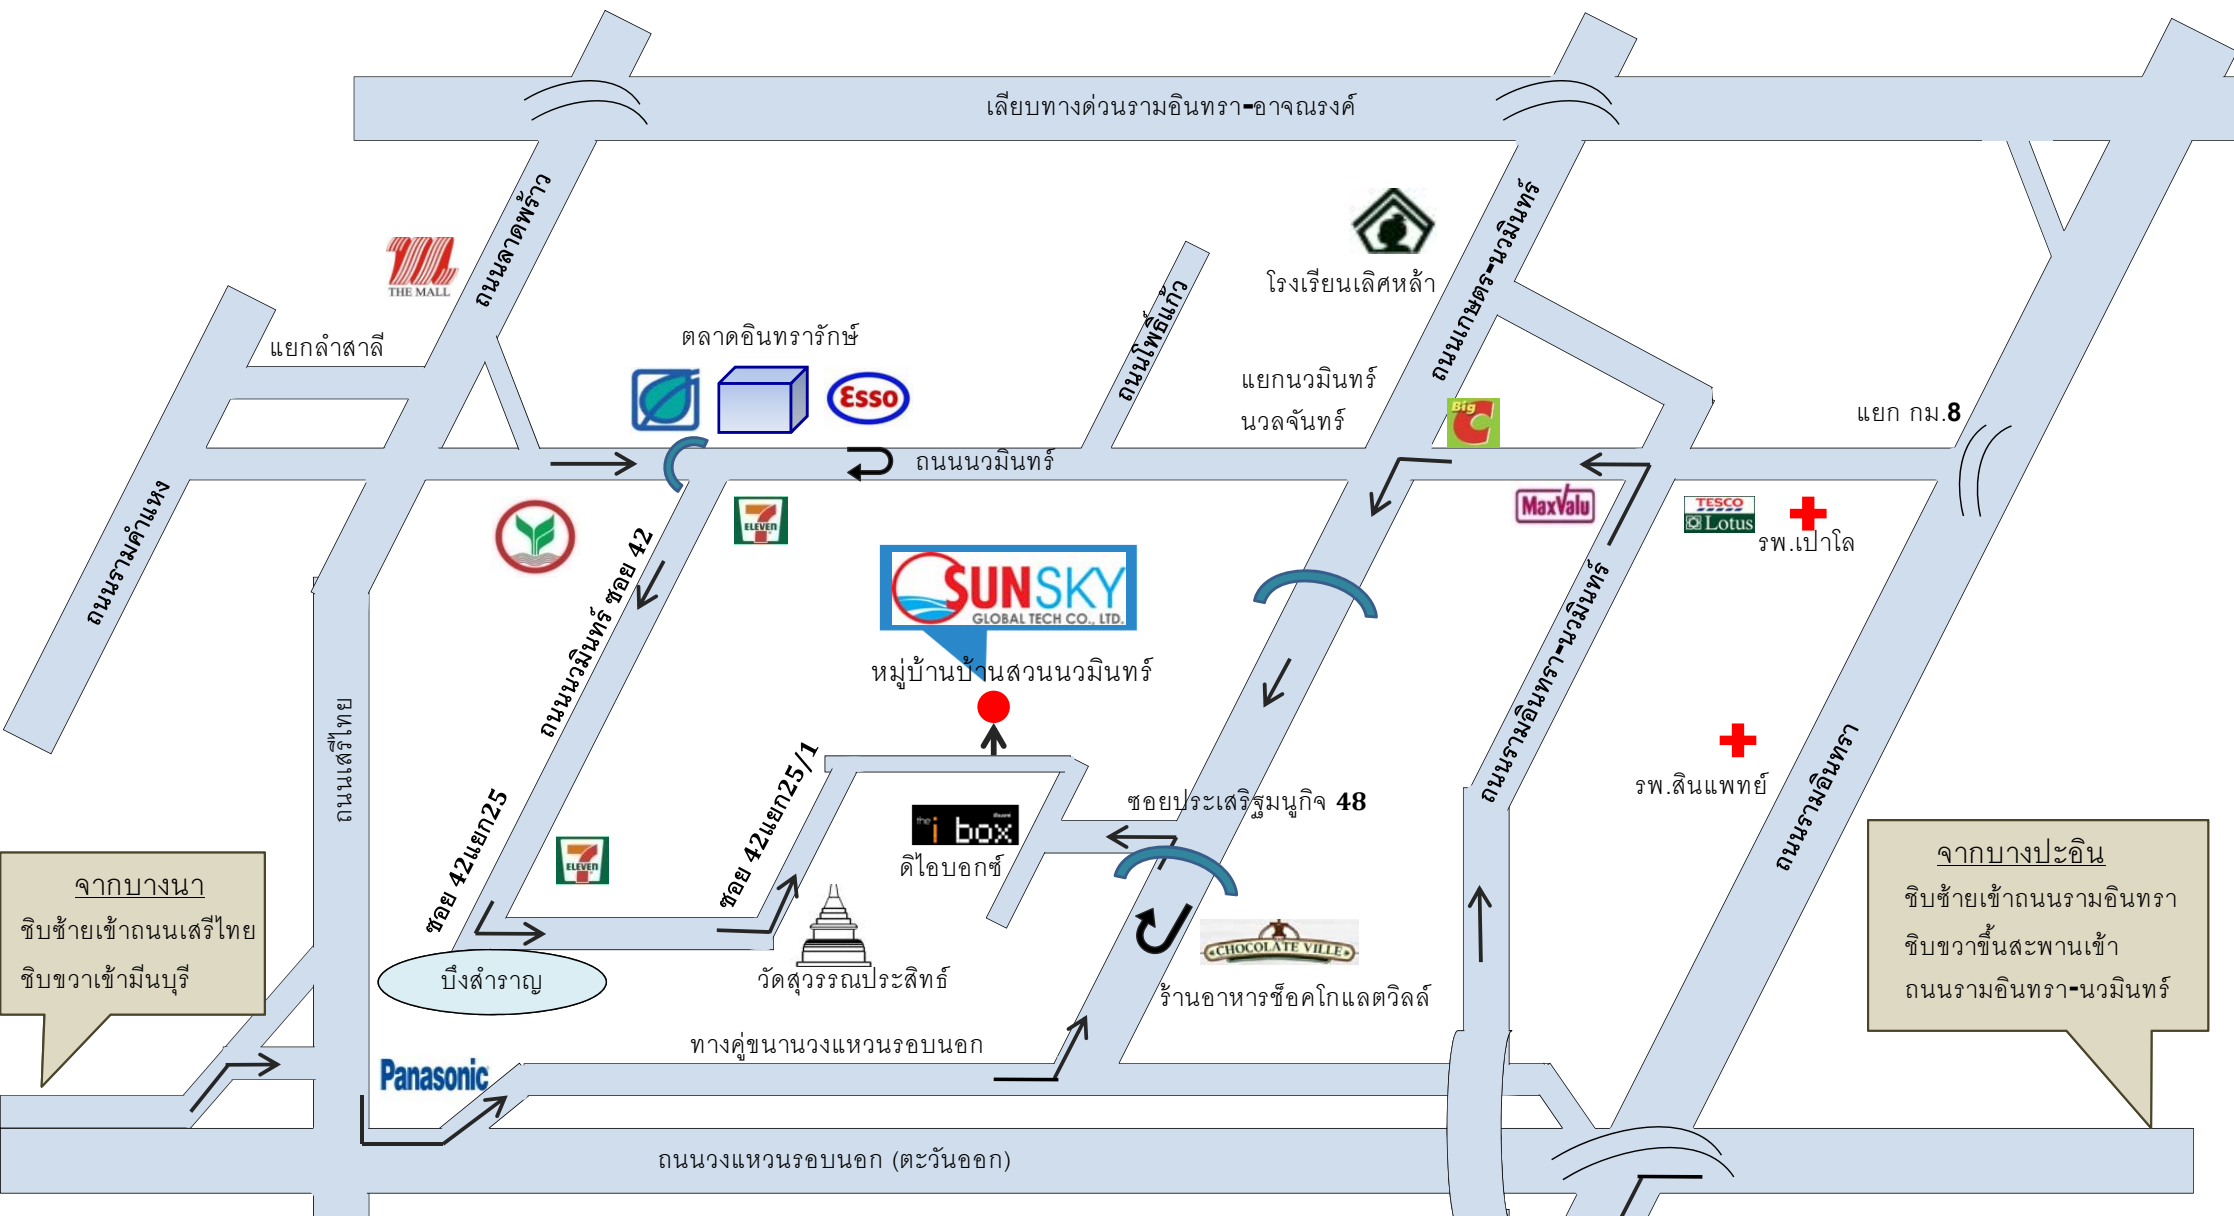 เลียบทางด่วนรามอินทรา-อาจณรงค์
ถนนลาดพร้าว
THE MALL
แยกลำสาลี
ตลาดอินทรารักษ์
Esso
ถนนโพธิ์แก้ว
โรงเรียนเลิศหล้า
ถนนเกษตร-นวมินทร์
แยกนวมินทร์
นวลจันทร์
Big C
แยก กม.8
ถนนนวมินทร์
ถนนรามคำแหง
7 ELEVEN
MaxValu
TESCO
Lotus
รพ.เปาโล
ถนนนวมินทร์ ซอย 42
SUNSKY
GLOBAL TECH CO., LTD.
หมู่บ้านบ้านสวนนวมินทร์
ถนนรามอินทรา-นวมินทร์
ถนนเสรีไทย
รพ.สินแพทย์
ถนนรามอินทรา
ซอย 42แยก25
ซอย 42แยก25/1
ซอยประเสริฐมนูกิจ 48
the i box
ดิไอบอกซ์
7 ELEVEN
จากบางนา
ชิบซ้ายเข้าถนนเสรีไทย
ชิบขวาเข้ามีนบุรี
จากบางปะอิน
ชิบซ้ายเข้าถนนรามอินทรา
ชิบขวาขึ้นสะพานเข้า
ถนนรามอินทรา-นวมินทร์
บึงสำราญ
วัดสุวรรณประสิทธ์
CHOCOLATE VILLE
ร้านอาหารช็อคโกแลตวิลล์
ทางคู่ขนานวงแหวนรอบนอก
Panasonic
ถนนวงแหวนรอบนอก (ตะวันออก)